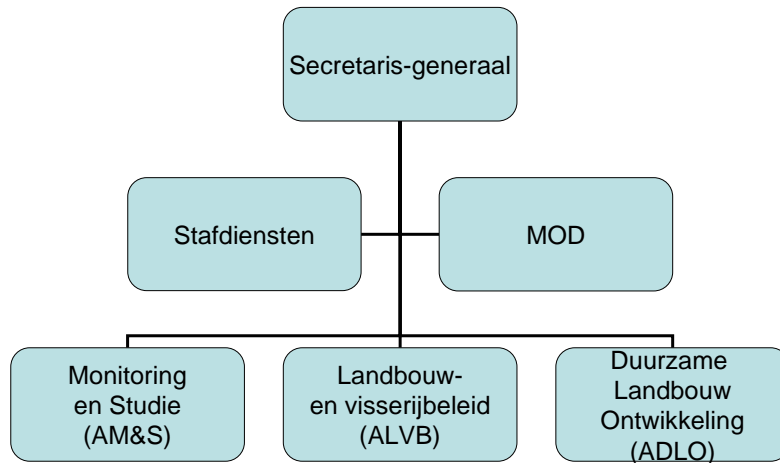 Secretaris-generaal
Stafdiensten
MOD
Monitoring
en Studie
(AM&S)
Landbouw-
en visserijbeleid
(ALVB)
Duurzame
Landbouw
Ontwikkeling
(ADLO)